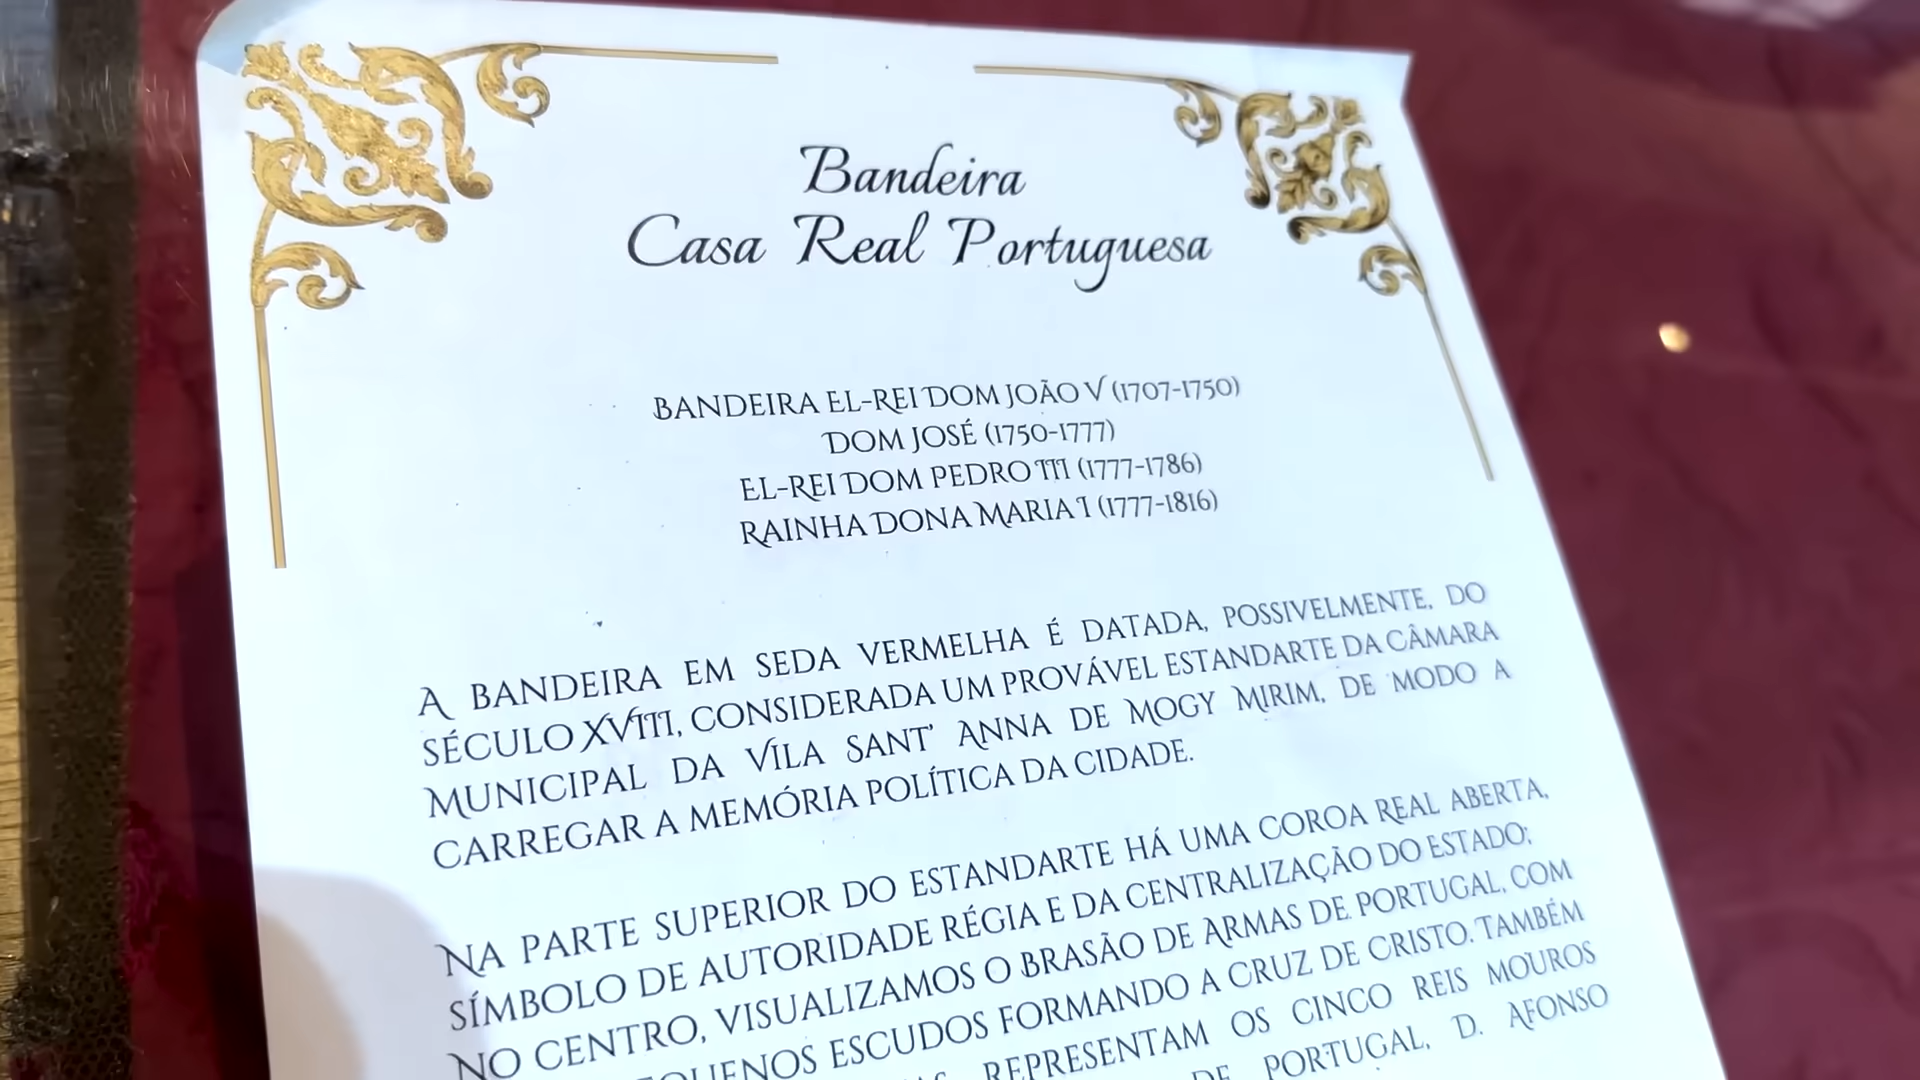 Bandeira
Casa Real Portuguesa
BANDEIRA EL-REI DOM JOÃO V (1707-1750)
DOM JOSÉ (1750-1777)
EL-REI DOM PEDRO III (1777-1786)
RAINHA DONA MARIA I (1777-1816)
A BANDEIRA EM SEDA VERMELHA É DATADA, POSSIVELMENTE, DO
SÉCULO XVIII, CONSIDERADA UM PROVÁVEL ESTANDARTE DA CÂMARA
MUNICIPAL DA VILA SANT' ANNA DE MOGY MIRIM, DE MODO A
CARREGAR A MEMÓRIA POLÍTICA DA CIDADE.
NA PARTE SUPERIOR DO ESTANDARTE HÁ UMA COROA REAL ABERTA,
SÍMBOLO DE AUTORIDADE RÉGIA E DA CENTRALIZAÇÃO DO ESTADO;
NO CENTRO, VISUALIZAMOS O BRASÃO DE ARMAS DE PORTUGAL, COM
ESCUDOS FORMANDO A CRUZ DE CRISTO. TAMBÉM
REPRESENTAM OS CINCO REIS MOUROS
DE PORTUGAL, D. AFONSO